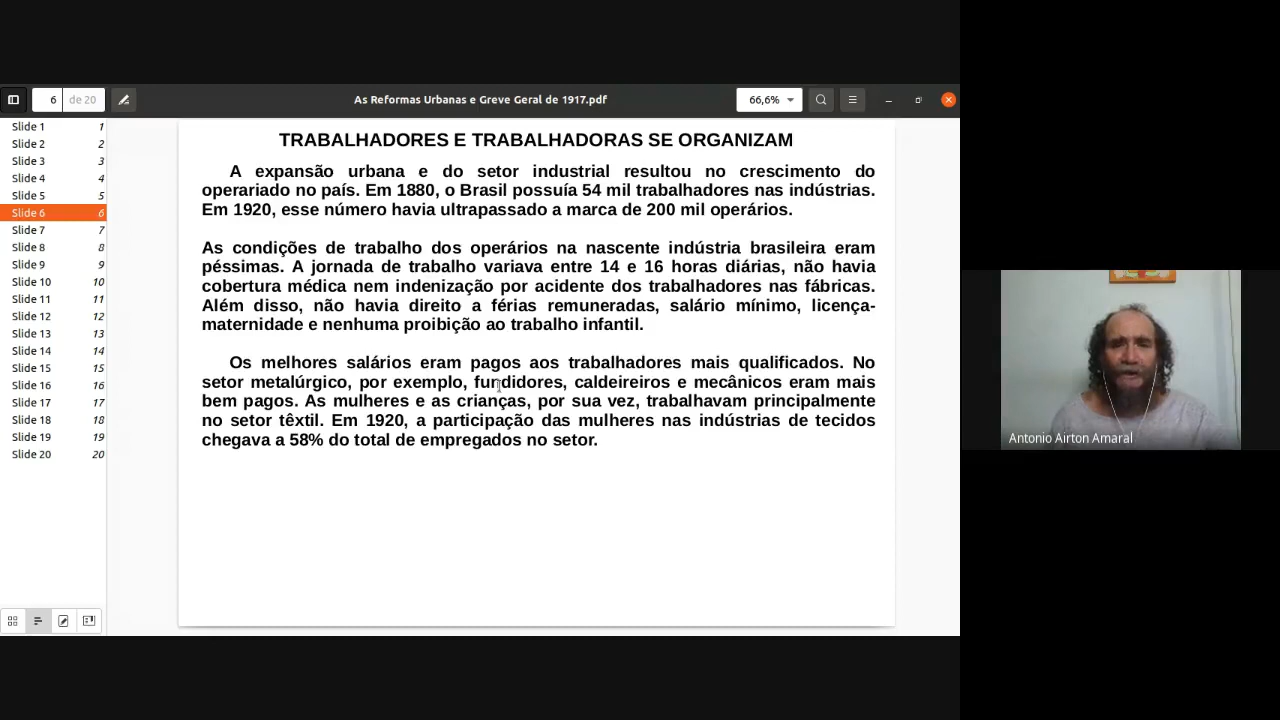 6 de 20
As Reformas Urbanas e Greve Geral de 1917.pdf
66,6%
Slide 1 1
Slide 2 2
Slide 3 3
Slide 4 4
Slide 5 5
Slide 6 6
Slide 7 7
Slide 8 8
Slide 9 9
Slide 10 10
Slide 11 11
Slide 12 12
Slide 13 13
Slide 14 14
Slide 15 15
Slide 16 16
Slide 17 17
Slide 18 18
Slide 19 19
Slide 20 20
TRABALHADORES E TRABALHADORAS SE ORGANIZAM
A expansão urbana e do setor industrial resultou no crescimento do
operariado no país. Em 1880, o Brasil possuía 54 mil trabalhadores nas indústrias.
Em 1920, esse número havia ultrapassado a marca de 200 mil operários.
As condições de trabalho dos operários na nascente indústria brasileira eram
péssimas. A jornada de trabalho variava entre 14 e 16 horas diárias, não havia
cobertura médica nem indenização por acidente dos trabalhadores nas fábricas.
Além disso, não havia direito a férias remuneradas, salário mínimo, licença-
maternidade e nenhuma proibição ao trabalho infantil.
Os melhores salários eram pagos aos trabalhadores mais qualificados. No
setor metalúrgico, por exemplo, fundidores, caldeireiros e mecânicos eram mais
bem pagos. As mulheres e as crianças, por sua vez, trabalhavam principalmente
no setor têxtil. Em 1920, a participação das mulheres nas indústrias de tecidos
chegava a 58% do total de empregados no setor.
Antonio Airton Amaral